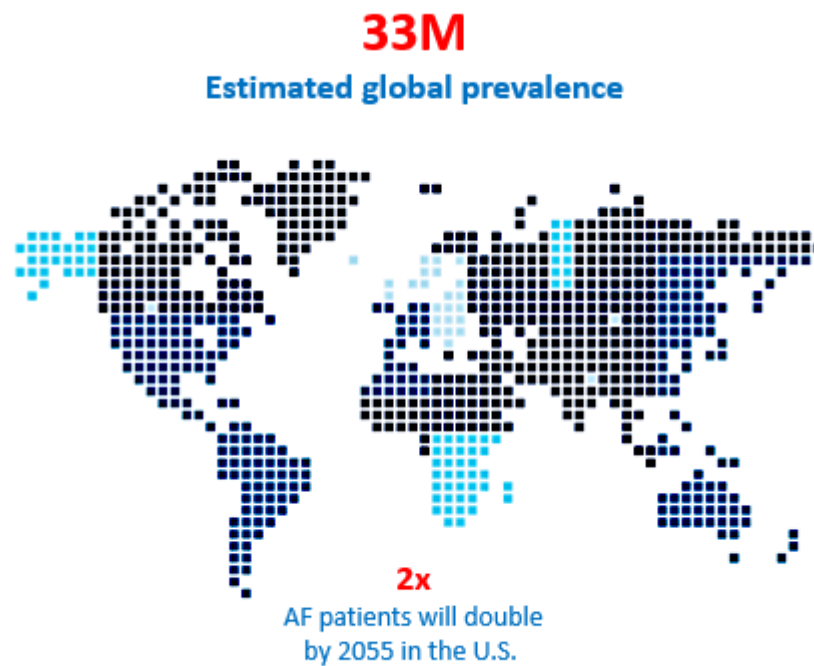 33M
Estimated global prevalence
2x
AF patients will double
by 2055 in the U.S.